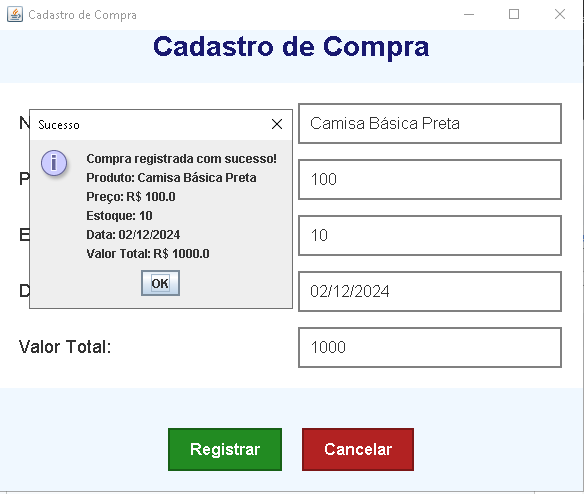 Cadastro de Compra
Cadastro de Compra
N
Camisa Básica Preta
Sucesso
Compra registrada com sucesso!
Produto: Camisa Básica Preta
Preço: R$ 100.0
Estoque: 10
Data: 02/12/2024
Valor Total: R$ 1000.0
OK
P
100
E
10
D
02/12/2024
Valor Total:
1000
Registrar
Cancelar